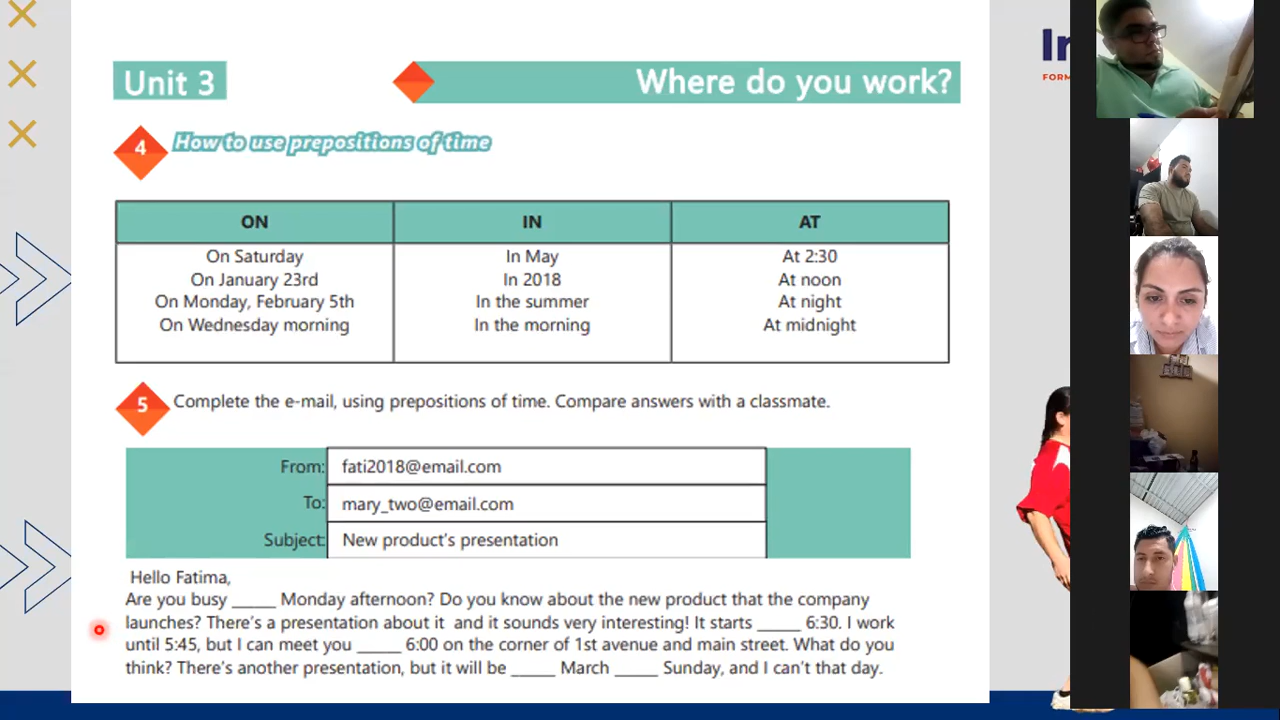 Unit 3
Where do you work?
4 How to use prepositions of time
ON IN AT
On Saturday In May At 2:30
On January 23rd In 2018 At noon
On Monday, February 5th In the summer At night
On Wednesday morning In the morning At midnight
5 Complete the e-mail, using prepositions of time. Compare answers with a classmate.
From: fati2018@email.com
To: mary_two@email.com
Subject: New product's presentation
Hello Fatima,
Are you busy _____ Monday afternoon? Do you know about the new product that the company
launches? There's a presentation about it and it sounds very interesting! It starts _____ 6:30. I work
until 5:45, but I can meet you _____ 6:00 on the corner of 1st avenue and main street. What do you
think? There's another presentation, but it will be _____ March _____ Sunday, and I can't that day.